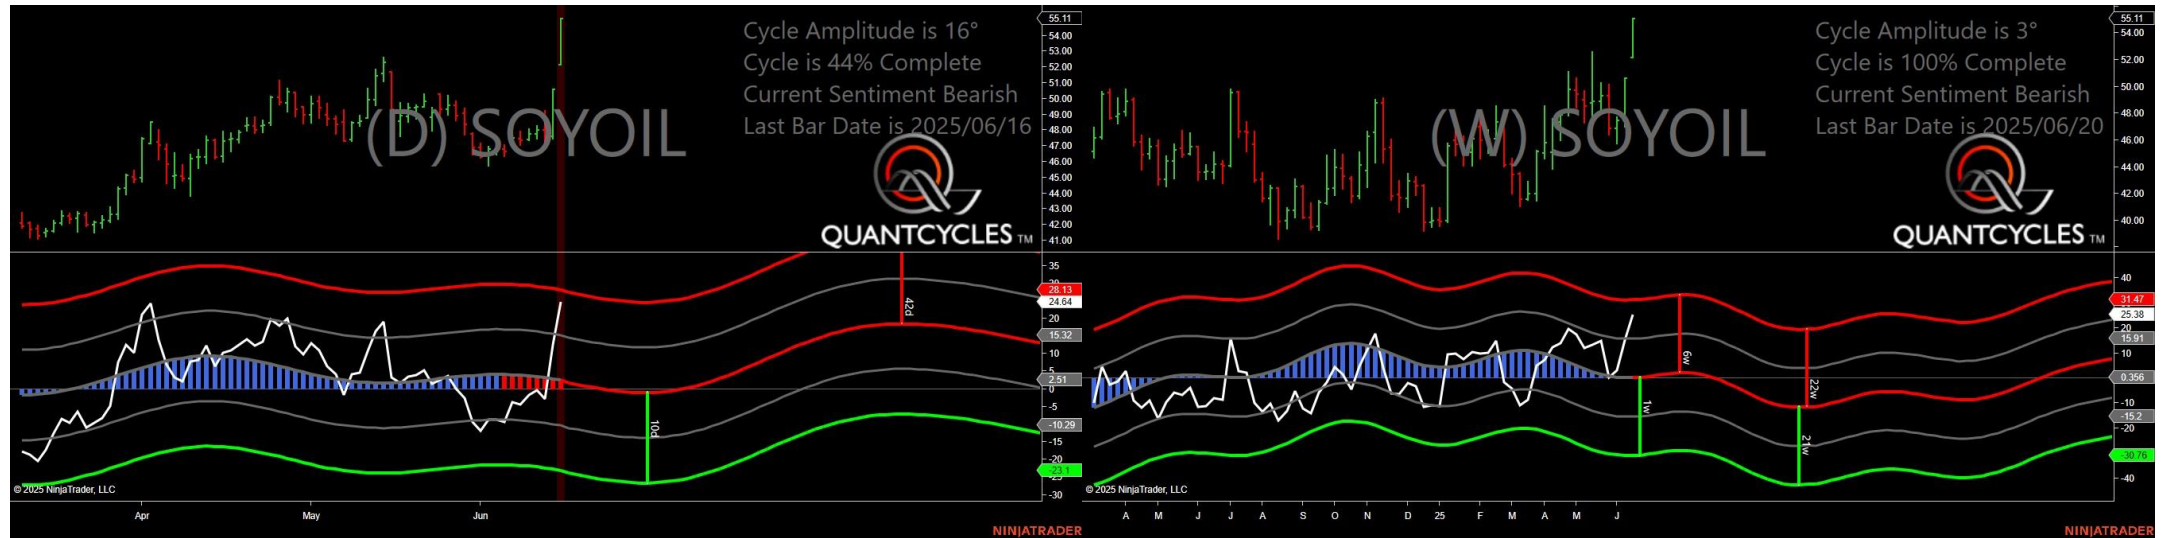 Cycle Amplitude is 16°
Cycle is 44% Complete
Current Sentiment Bearish
Last Bar Date is 2025/06/16
(D) SOYOIL
QUANTCYCLES TM
55.11
54.00
53.00
52.00
51.00
50.00
49.00
48.00
47.00
46.00
45.00
44.00
43.00
42.00
41.00
35
28.13
24.64
20
15.32
10
5
2.51
-5
-10.29
-15
-20
-23.1
-30
42d
10d
© 2025 NinjaTrader, LLC
Apr May Jun
NINJATRADER
Cycle Amplitude is 3°
Cycle is 100% Complete
Current Sentiment Bearish
Last Bar Date is 2025/06/20
(W) SOYOIL
QUANTCYCLES TM
55.11
54.00
52.00
50.00
48.00
46.00
44.00
42.00
40.00
40
31.47
25.38
20
15.91
10
0.356
-10
-15.2
-20
-30.76
-40
6w
1w
22w
21w
© 2025 NinjaTrader, LLC
A M J J A S O N D 25 F M A M J
NINJATRADER